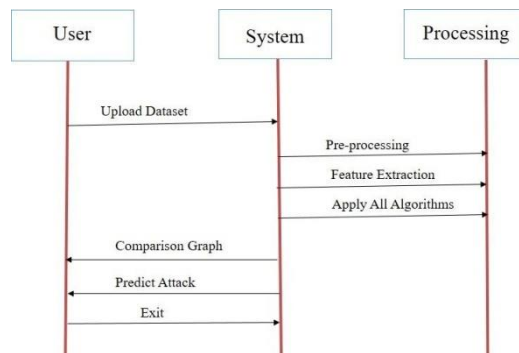 User
System
Processing
Upload Dataset
Pre-processing
Feature Extraction
Apply All Algorithms
Comparison Graph
Predict Attack
Exit